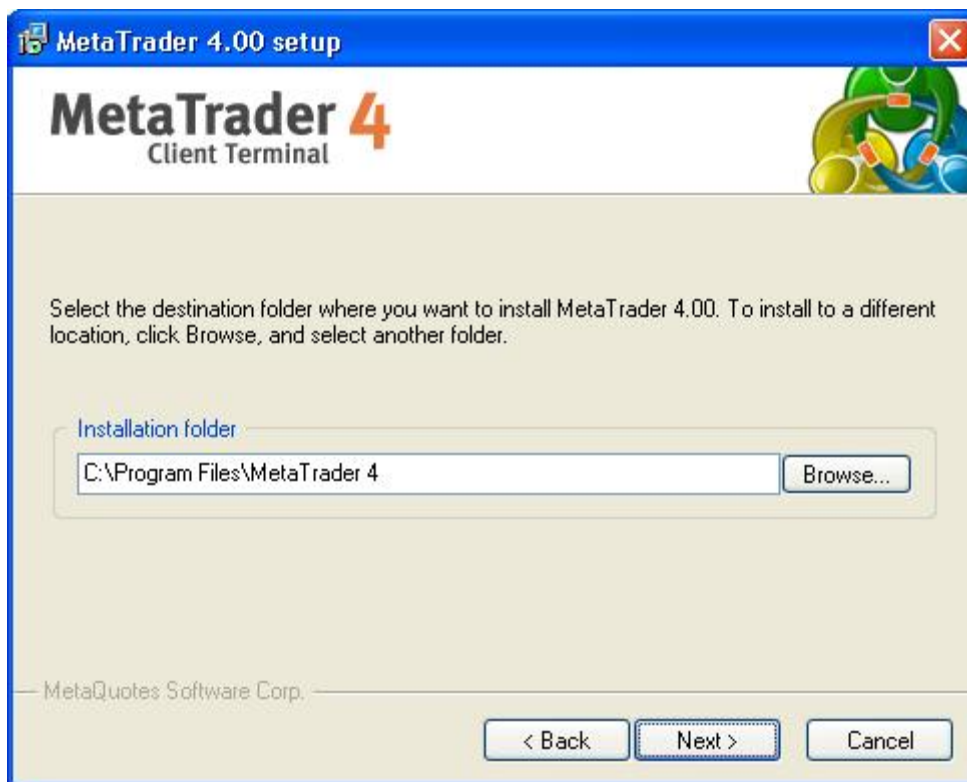 MetaTrader 4.00 setup
MetaTrader 4
Client Terminal
Select the destination folder where you want to install MetaTrader 4.00. To install to a different
location, click Browse, and select another folder.
Installation folder
C:\Program Files\MetaTrader 4
Browse...
MetaQuotes Software Corp.
< Back
Next >
Cancel